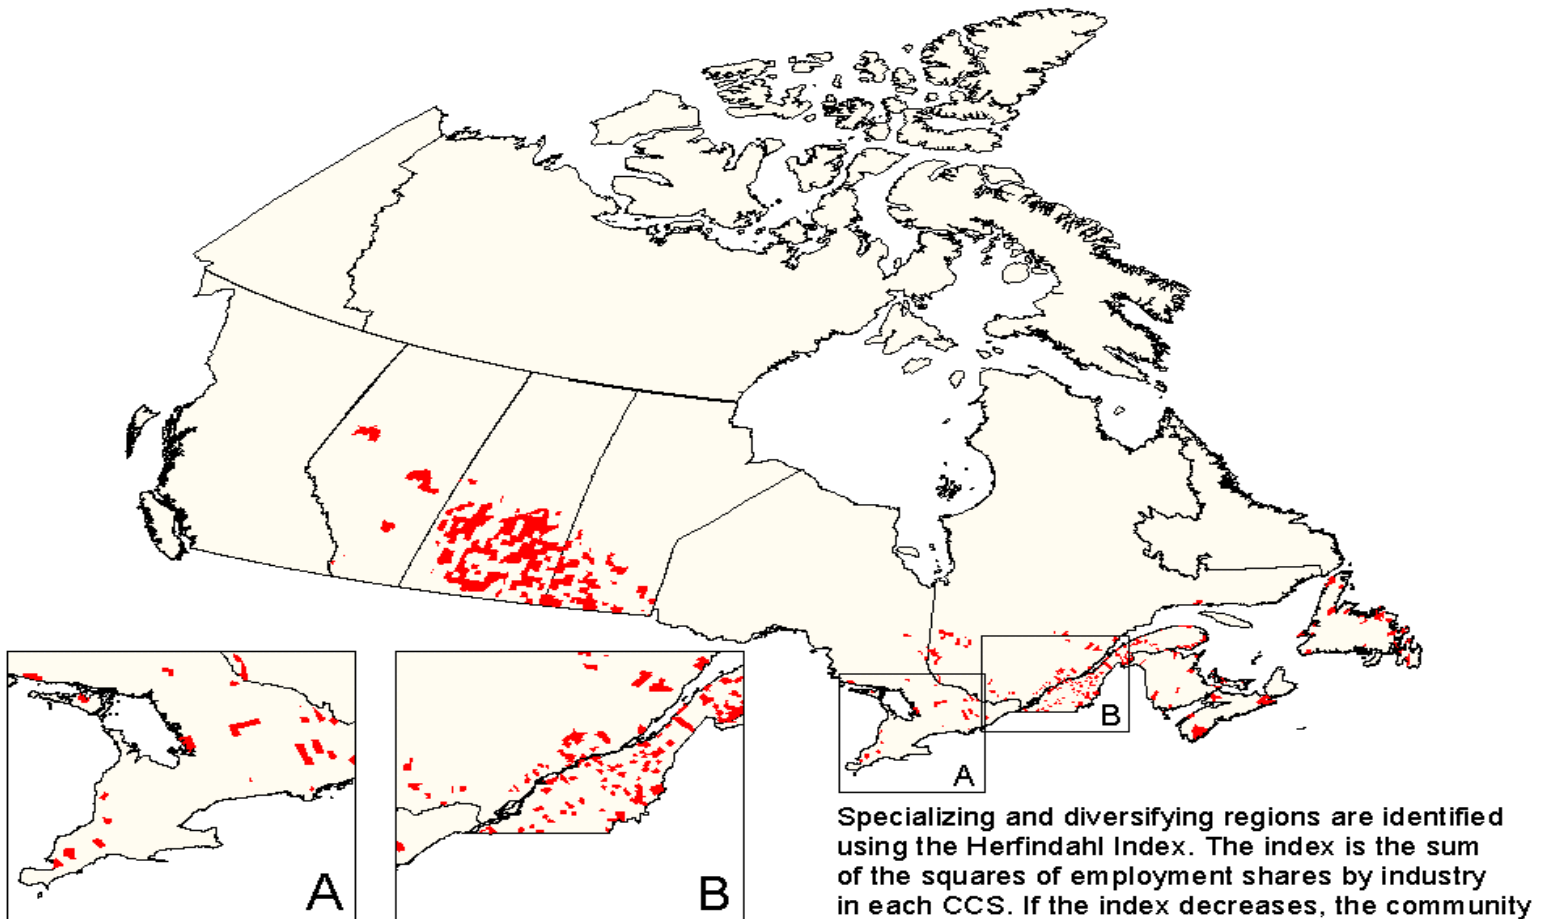 A
B
A
B
Specializing and diversifying regions are identified
using the Herfindahl Index. The index is the sum
of the squares of employment shares by industry
in each CCS. If the index decreases, the community